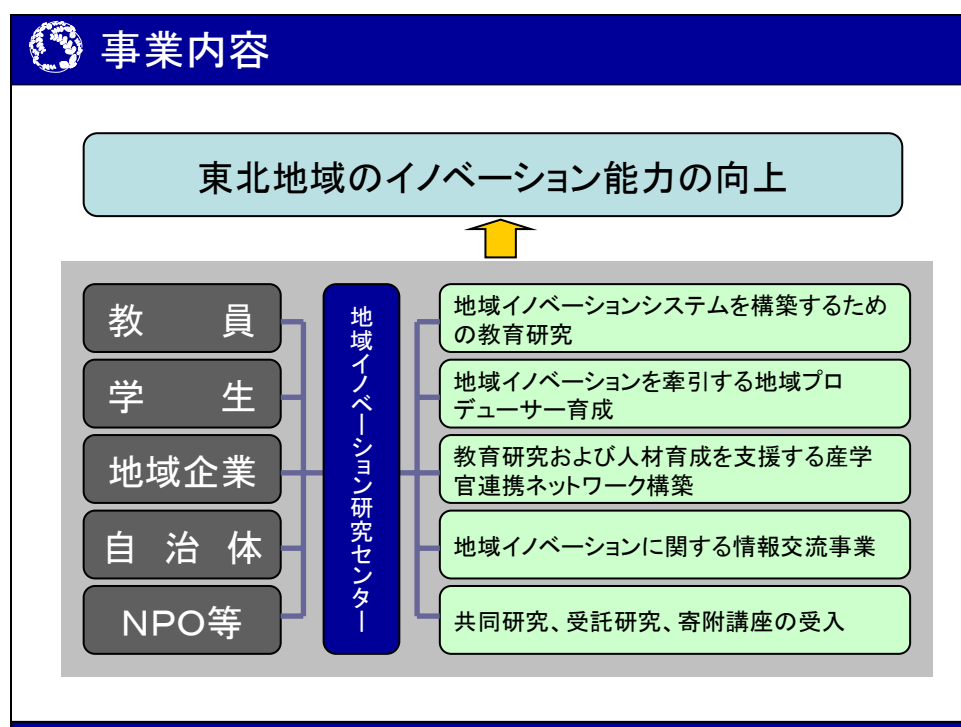 事業内容
東北地域のイノベーション能力の向上
教 員
学 生
地域企業
自 治 体
NPO等
地域イノベーション研究センター
地域イノベーションシステムを構築するため
の教育研究
地域イノベーションを牽引する地域プロ
デューサー育成
教育研究および人材育成を支援する産学
官連携ネットワーク構築
地域イノベーションに関する情報交流事業
共同研究、受託研究、寄附講座の受入